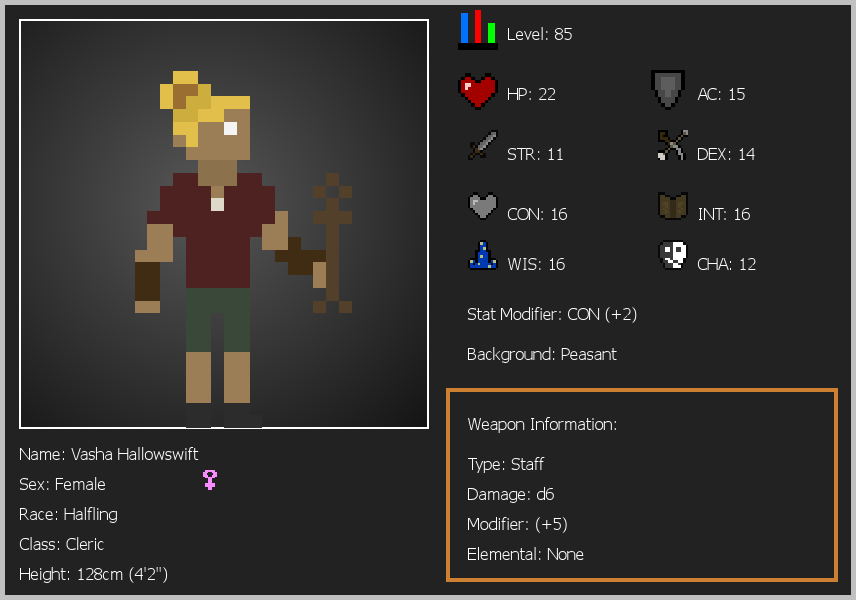 Level: 85
HP: 22
AC: 15
STR: 11
DEX: 14
CON: 16
INT: 16
WIS: 16
CHA: 12
Stat Modifier: CON (+2)
Background: Peasant
Weapon Information:
Type: Staff
Damage: d6
Modifier: (+5)
Elemental: None
Name: Vasha Hallowswift
Sex: Female
Race: Halfling
Class: Cleric
Height: 128cm (4'2")